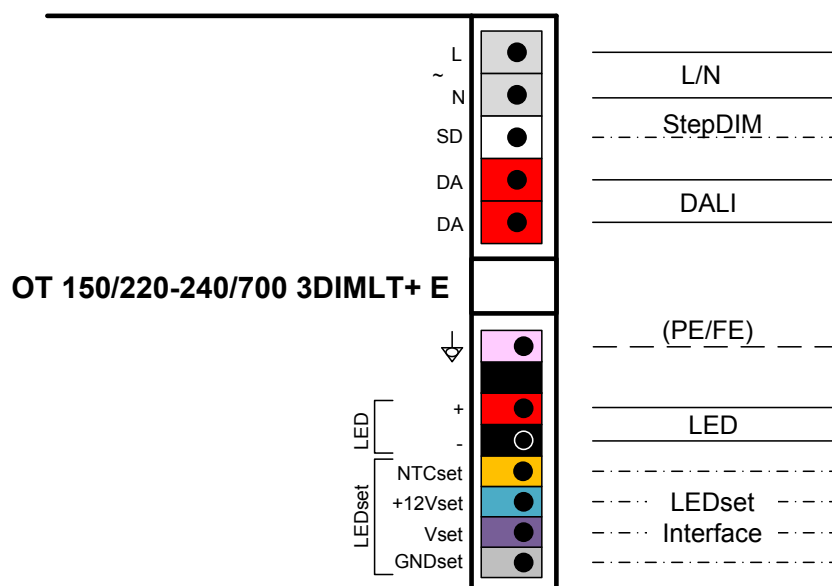 L
~
N
SD
DA
DA
L/N
StepDIM
DALI
OT 150/220-240/700 3DIMLT+ E
(PE/FE)
LED
+
-
LED
LEDset
NTCset
+12Vset
Vset
GNDset
LEDset
Interface